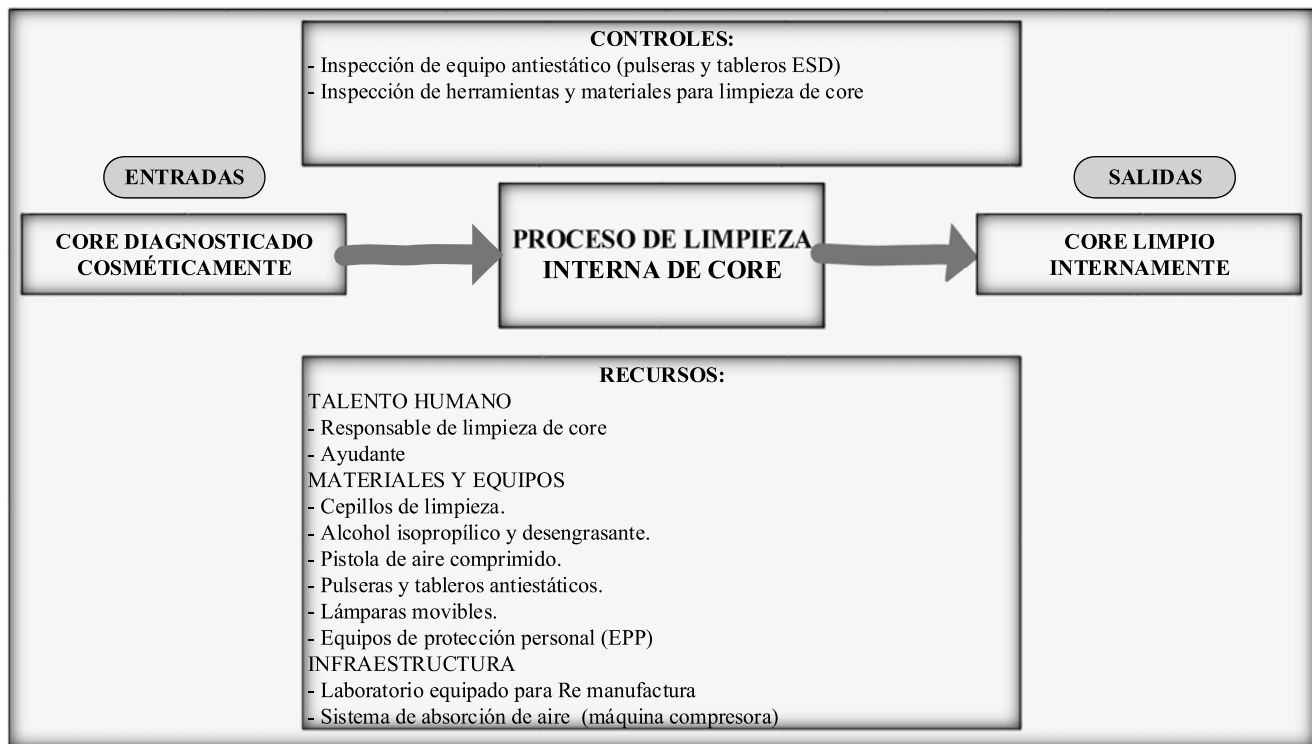 CONTROLES:
- Inspección de equipo antiestático (pulseras y tableros ESD)
- Inspección de herramientas y materiales para limpieza de core
ENTRADAS
CORE DIAGNOSTICADO
COSMÉTICAMENTE
PROCESO DE LIMPIEZA
INTERNA DE CORE
SALIDAS
CORE LIMPIO
INTERNAMENTE
RECURSOS:
TALENTO HUMANO
- Responsable de limpieza de core
- Ayudante
MATERIALES Y EQUIPOS
- Cepillos de limpieza.
- Alcohol isopropílico y desengrasante.
- Pistola de aire comprimido.
- Pulseras y tableros antiestáticos.
- Lámparas movibles.
- Equipos de protección personal (EPP)
INFRAESTRUCTURA
- Laboratorio equipado para Re manufactura
- Sistema de absorción de aire (máquina compresora)